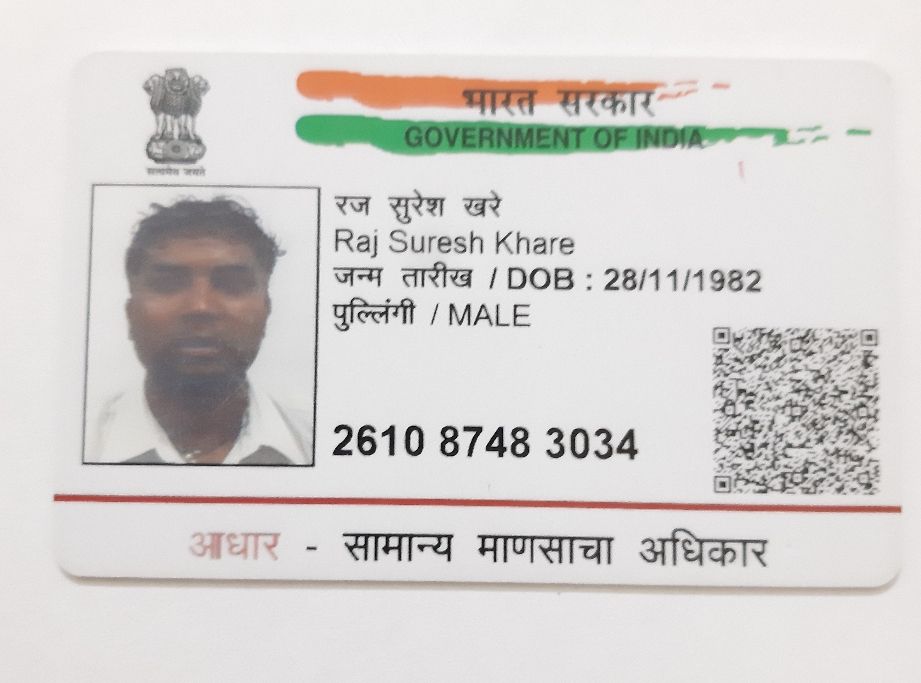 भारत सरकार
GOVERNMENT OF INDIA
सत्यमेव जयते
रज सुरेश खरे
Raj Suresh Khare
जन्म तारीख / DOB : 28/11/1982
पुल्लिंगी / MALE
2610 8748 3034
आधार - सामान्य माणसाचा अधिकार